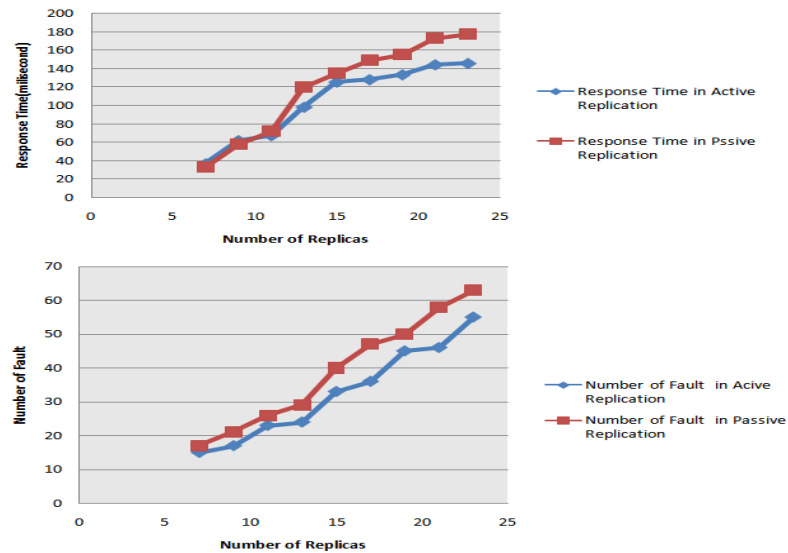 200
180
160
140
120
100
80
60
40
20
0
Response Time(milisecond)
0 5 10 15 20 25
Number of Replicas
Response Time in Active
Replication
Response Time in Pssive
Replication
70
60
50
40
30
20
10
0
Number of Fault
0 5 10 15 20 25
Number of Replicas
Number of Fault in Acive
Replication
Number of Fault in Passive
Replication